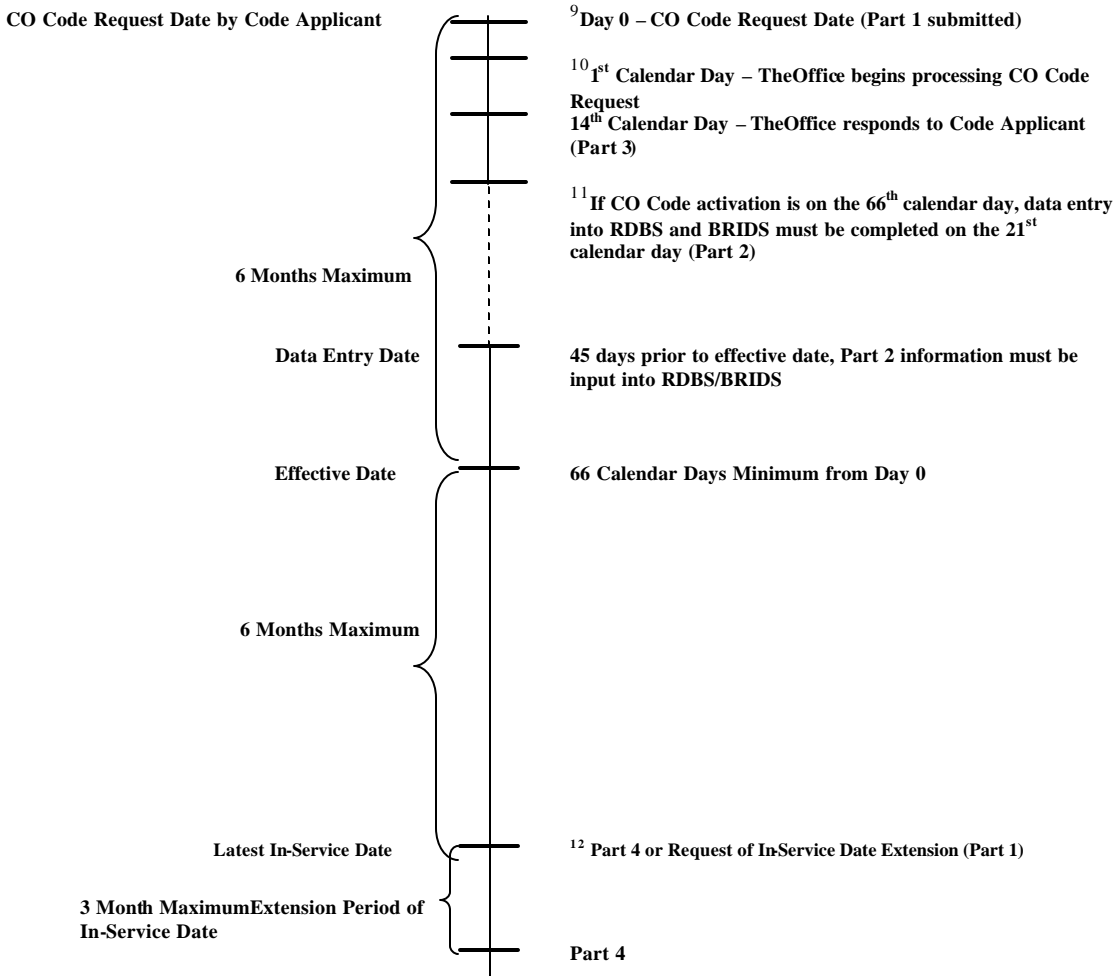 CO Code Request Date by Code Applicant
9Day 0 – CO Code Request Date (Part 1 submitted)
10 1st Calendar Day – TheOffice begins processing CO Code
Request
14th Calendar Day – TheOffice responds to Code Applicant
(Part 3)
11 If CO Code activation is on the 66th calendar day, data entry
into RDBS and BRIDS must be completed on the 21st
calendar day (Part 2)
6 Months Maximum
Data Entry Date
45 days prior to effective date, Part 2 information must be
input into RDBS/BRIDS
Effective Date
66 Calendar Days Minimum from Day 0
6 Months Maximum
Latest In-Service Date
12 Part 4 or Request of In-Service Date Extension (Part 1)
3 Month MaximumExtension Period of
In-Service Date
Part 4